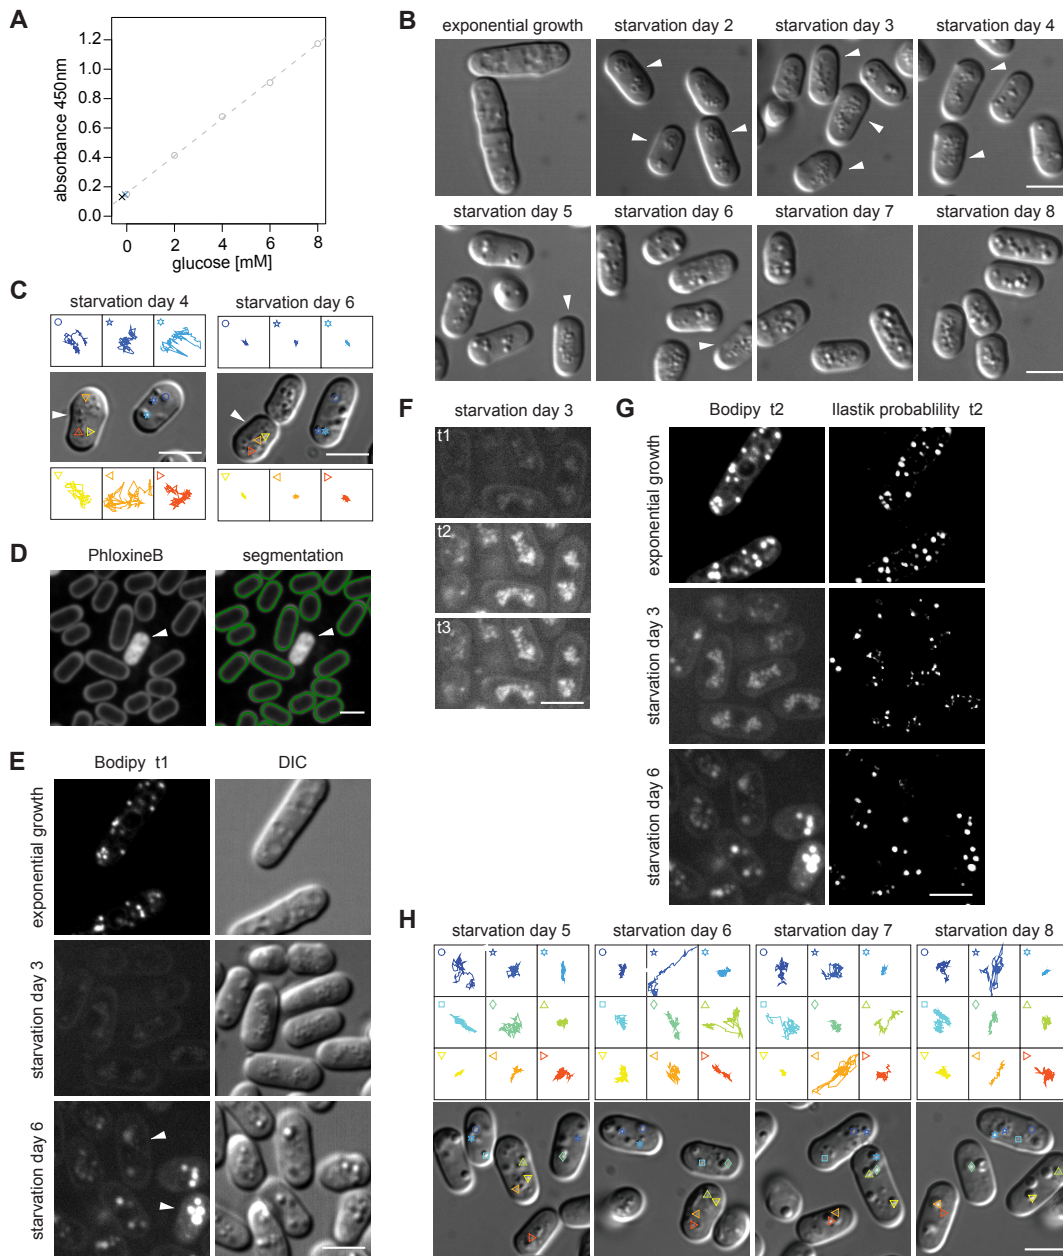 A
1.2
1.0
0.8
0.6
0.4
0.2
0.0
absorbance 450nm
0 2 4 6 8
glucose [mM]
B
exponential growth starvation day 2 starvation day 3 starvation day 4
starvation day 5 starvation day 6 starvation day 7 starvation day 8
C
starvation day 4 starvation day 6
D
PhloxineB segmentation
E
Bodipy t1 DIC
exponential growth
starvation day 3
starvation day 6
F
starvation day 3
t1
t2
t3
G
Bodipy t2 Ilastik probablility t2
exponential growth
starvation day 3
starvation day 6
H
starvation day 5 starvation day 6 starvation day 7 starvation day 8